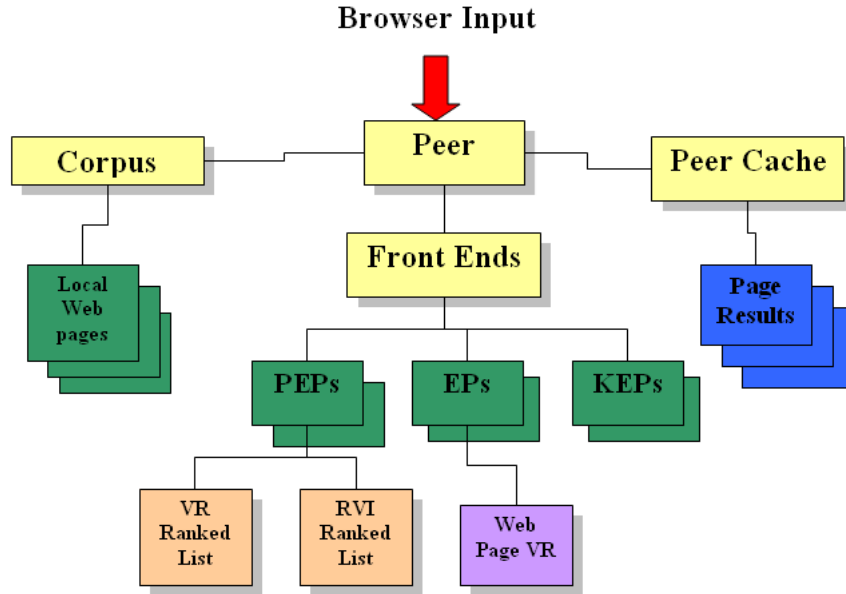 Browser Input
Corpus
Peer
Peer Cache
Front Ends
Local
Web
pages
Page
Results
PEPs
EPs
KEPs
VR
Ranked
List
RVI
Ranked
List
Web
Page VR